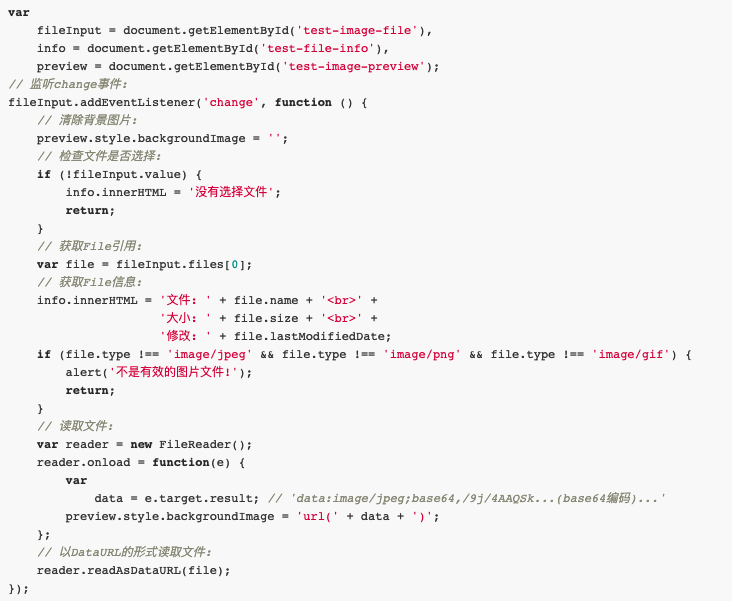 var
    fileInput = document.getElementById('test-image-file'),
    info = document.getElementById('test-file-info'),
    preview = document.getElementById('test-image-preview');
// 监听change事件:
fileInput.addEventListener('change', function () {
    // 清除背景图片:
    preview.style.backgroundImage = '';
    // 检查文件是否选择:
    if (!fileInput.value) {
        info.innerHTML = '没有选择文件';
        return;
    }
    // 获取File引用:
    var file = fileInput.files[0];
    // 获取File信息:
    info.innerHTML = '文件: ' + file.name + '<br>' +
                     '大小: ' + file.size + '<br>' +
                     '修改: ' + file.lastModifiedDate;
    if (file.type !== 'image/jpeg' && file.type !== 'image/png' && file.type !== 'image/gif') {
        alert('不是有效的图片文件!');
        return;
    }
    // 读取文件:
    var reader = new FileReader();
    reader.onload = function(e) {
        var
            data = e.target.result; // 'data:image/jpeg;base64,/9j/4AAQSk...(base64编码)...'
        preview.style.backgroundImage = 'url(' + data + ')';
    };
    // 以DataURL的形式读取文件:
    reader.readAsDataURL(file);
});